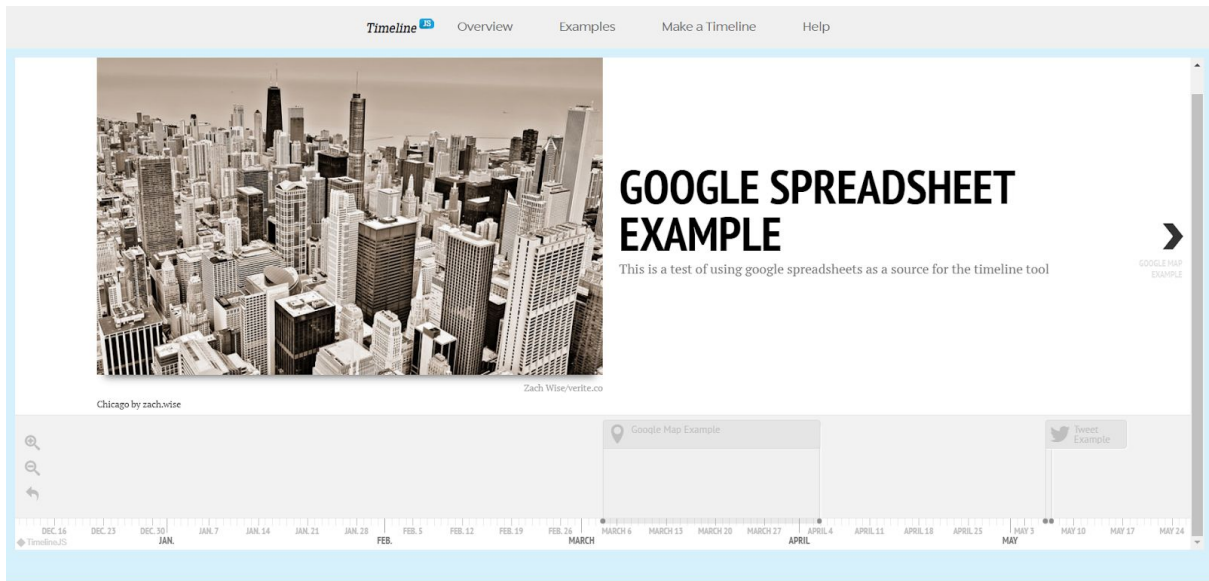 Timeline JS Overview Examples Make a Timeline Help
GOOGLE SPREADSHEET
EXAMPLE
This is a test of using google spreadsheets as a source for the timeline tool
GOOGLE MAP
EXAMPLE
Zach Wise/verite.co
Chicago by zach.wise
Google Map Example
Tweet
Example
DEC. 16 DEC. 23 DEC. 30 JAN. 7 JAN. 14 JAN. 21 JAN. 28 FEB. 5 FEB. 12 FEB. 19 FEB. 26 MARCH 6 MARCH 13 MARCH 20 MARCH 27 APRIL 4 APRIL 11 APRIL 18 APRIL 25 MAY 3 MAY 10 MAY 17 MAY 24
TimelineJS JAN. FEB. MARCH APRIL MAY